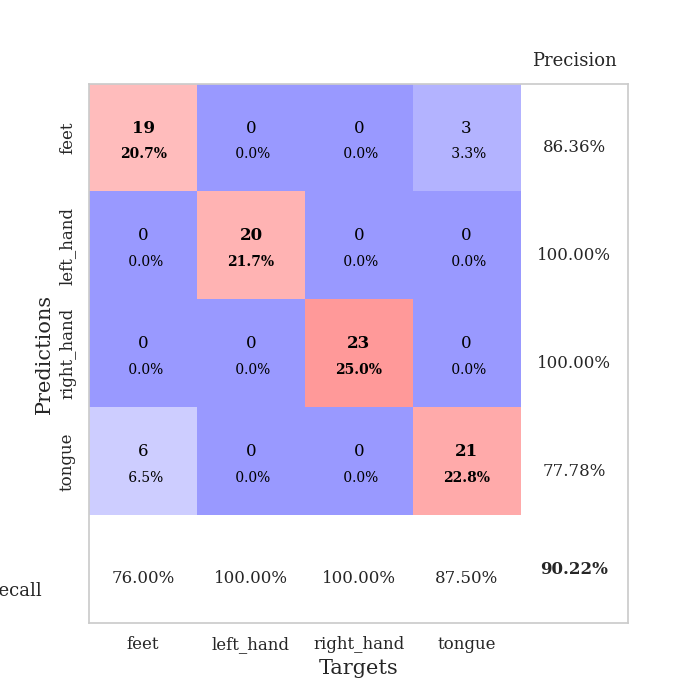 Precision
feet 19 0 0 3
20.7% 0.0% 0.0% 3.3% 86.36%
left_hand 0 20 0 0
0.0% 21.7% 0.0% 0.0% 100.00%
Predictions
right_hand 0 0 23 0
0.0% 0.0% 25.0% 0.0% 100.00%
tongue 6 0 0 21
6.5% 0.0% 0.0% 22.8% 77.78%
ecall 76.00% 100.00% 100.00% 87.50% 90.22%
feet left_hand right_hand tongue
Targets